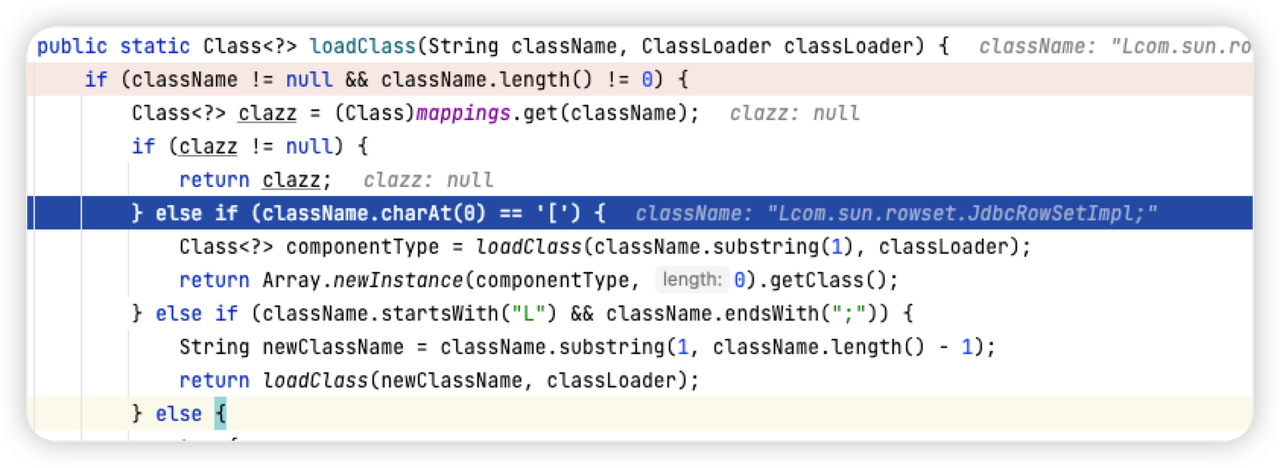 public static Class<?> loadClass(String className, ClassLoader classLoader) {   className: "Lcom.sun.ro
    if (className != null && className.length() != 0) {
        Class<?> clazz = (Class)mappings.get(className);   clazz: null
        if (clazz != null) {
            return clazz;   clazz: null
        } else if (className.charAt(0) == '[') {   className: "Lcom.sun.rowset.JdbcRowSetImpl;"
            Class<?> componentType = loadClass(className.substring(1), classLoader);
            return Array.newInstance(componentType, length: 0).getClass();
        } else if (className.startsWith("L") && className.endsWith(";")) {
            String newClassName = className.substring(1, className.length() - 1);
            return loadClass(newClassName, classLoader);
        } else {